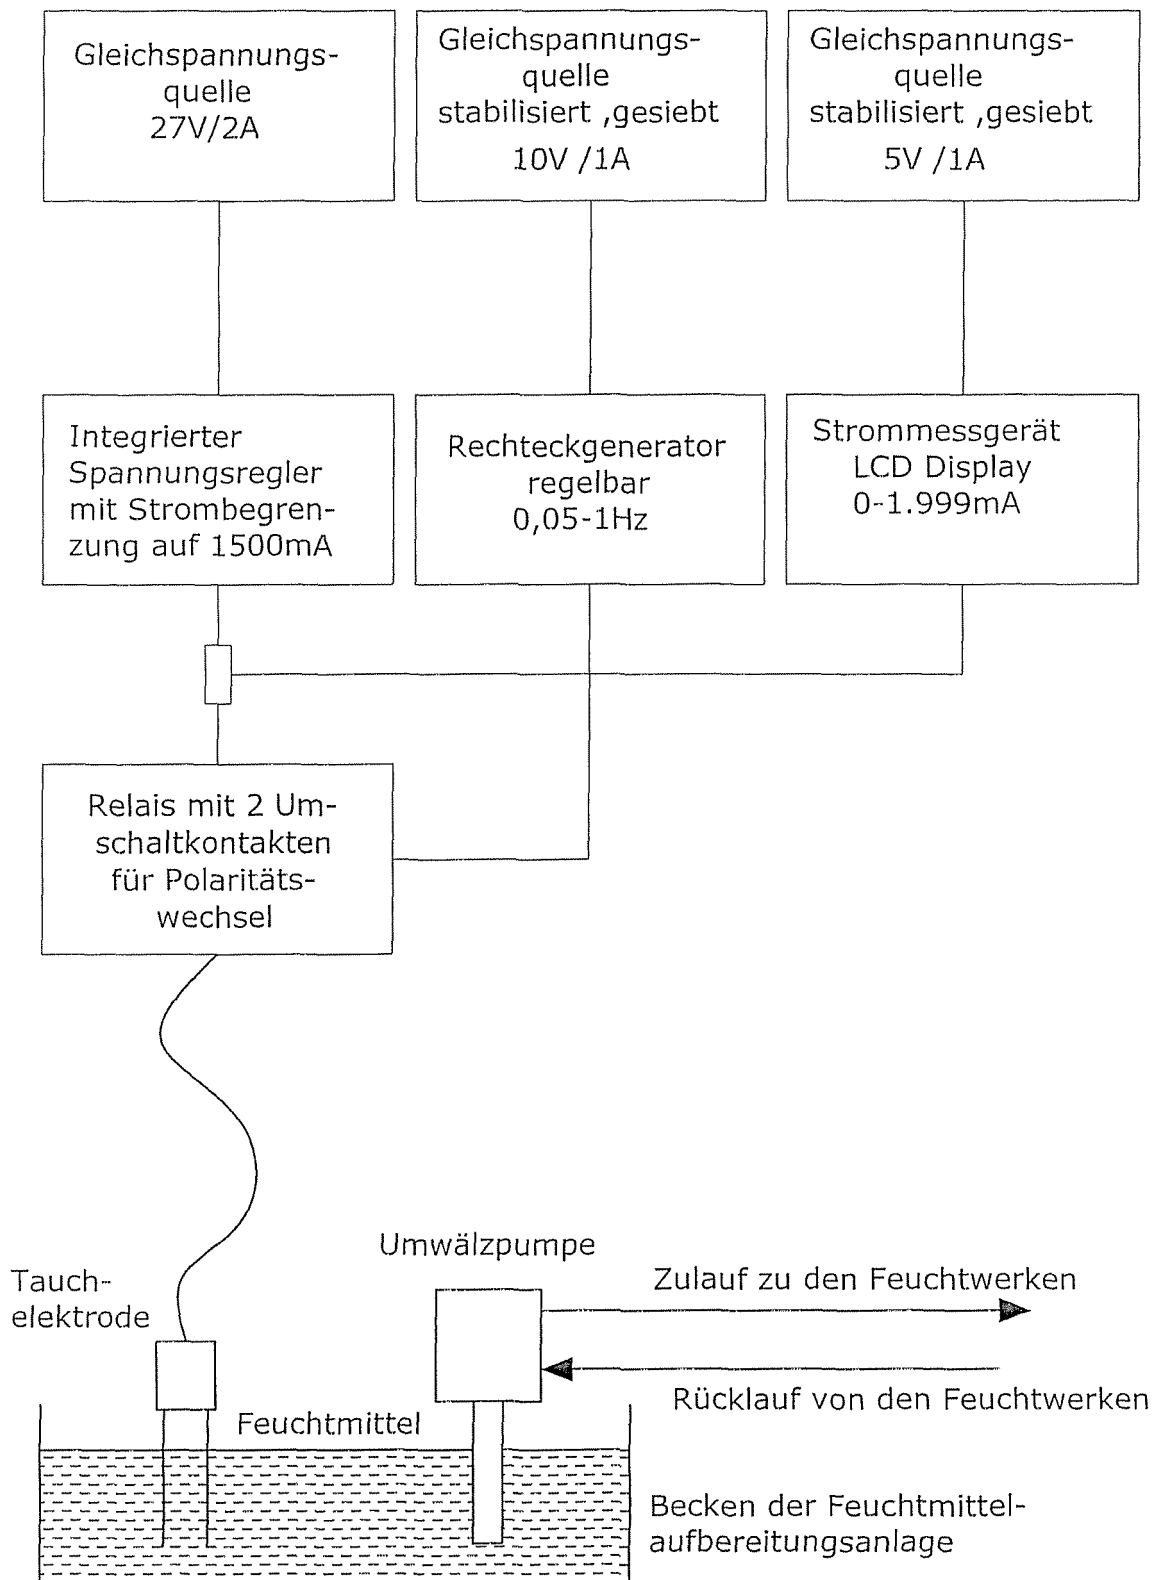 Gleichspannungs-
quelle
27V/2A
Gleichspannungs-
quelle
stabilisiert ,gesiebt
10V /1A
Gleichspannungs-
quelle
stabilisiert ,gesiebt
5V /1A
Integrierter
Spannungsregler
mit Strombegren-
zung auf 1500mA
Rechteckgenerator
regelbar
0,05-1Hz
Strommessgerät
LCD Display
0-1.999mA
Relais mit 2 Um-
schaltkontakten
für Polaritäts-
wechsel
Umwälzpumpe
Tauch-
elektrode
Zulauf zu den Feuchtwerken
Rücklauf von den Feuchtwerken
Feuchtmittel
Becken der Feuchtmittel-
aufbereitungsanlage